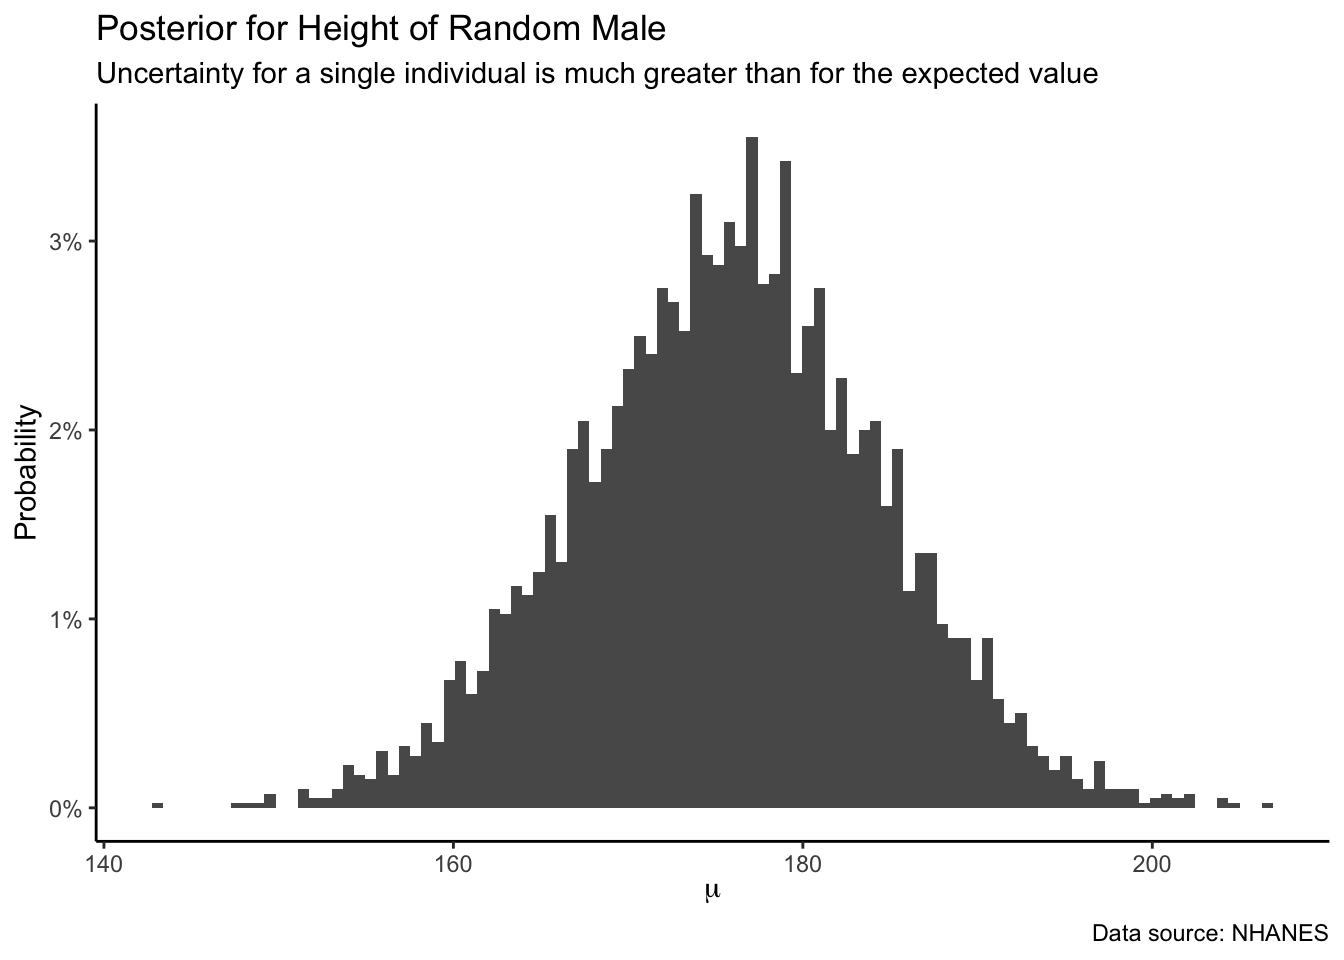 Posterior for Height of Random Male
Uncertainty for a single individual is much greater than for the expected value
Probability
3%
2%
1%
0%
140 160 180 200
μ
Data source: NHANES